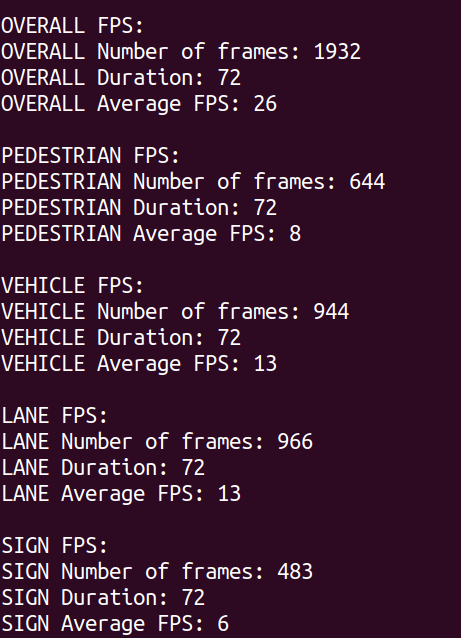 OVERALL FPS:
OVERALL Number of frames: 1932
OVERALL Duration: 72
OVERALL Average FPS: 26
PEDESTRIAN FPS:
PEDESTRIAN Number of frames: 644
PEDESTRIAN Duration: 72
PEDESTRIAN Average FPS: 8
VEHICLE FPS:
VEHICLE Number of frames: 944
VEHICLE Duration: 72
VEHICLE Average FPS: 13
LANE FPS:
LANE Number of frames: 966
LANE Duration: 72
LANE Average FPS: 13
SIGN FPS:
SIGN Number of frames: 483
SIGN Duration: 72
SIGN Average FPS: 6